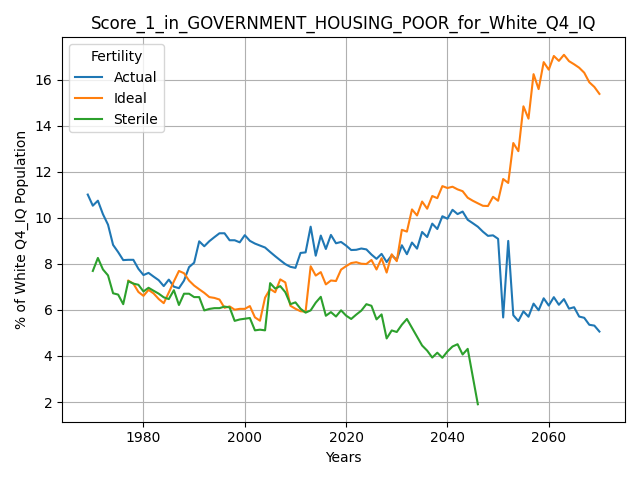 Score_1_in_GOVERNMENT_HOUSING_POOR_for_White_Q4_IQ
Fertility
Actual
Ideal
Sterile
% of White Q4_IQ Population
16
14
12
10
8
6
4
2
1980
2000
2020
2040
2060
Years